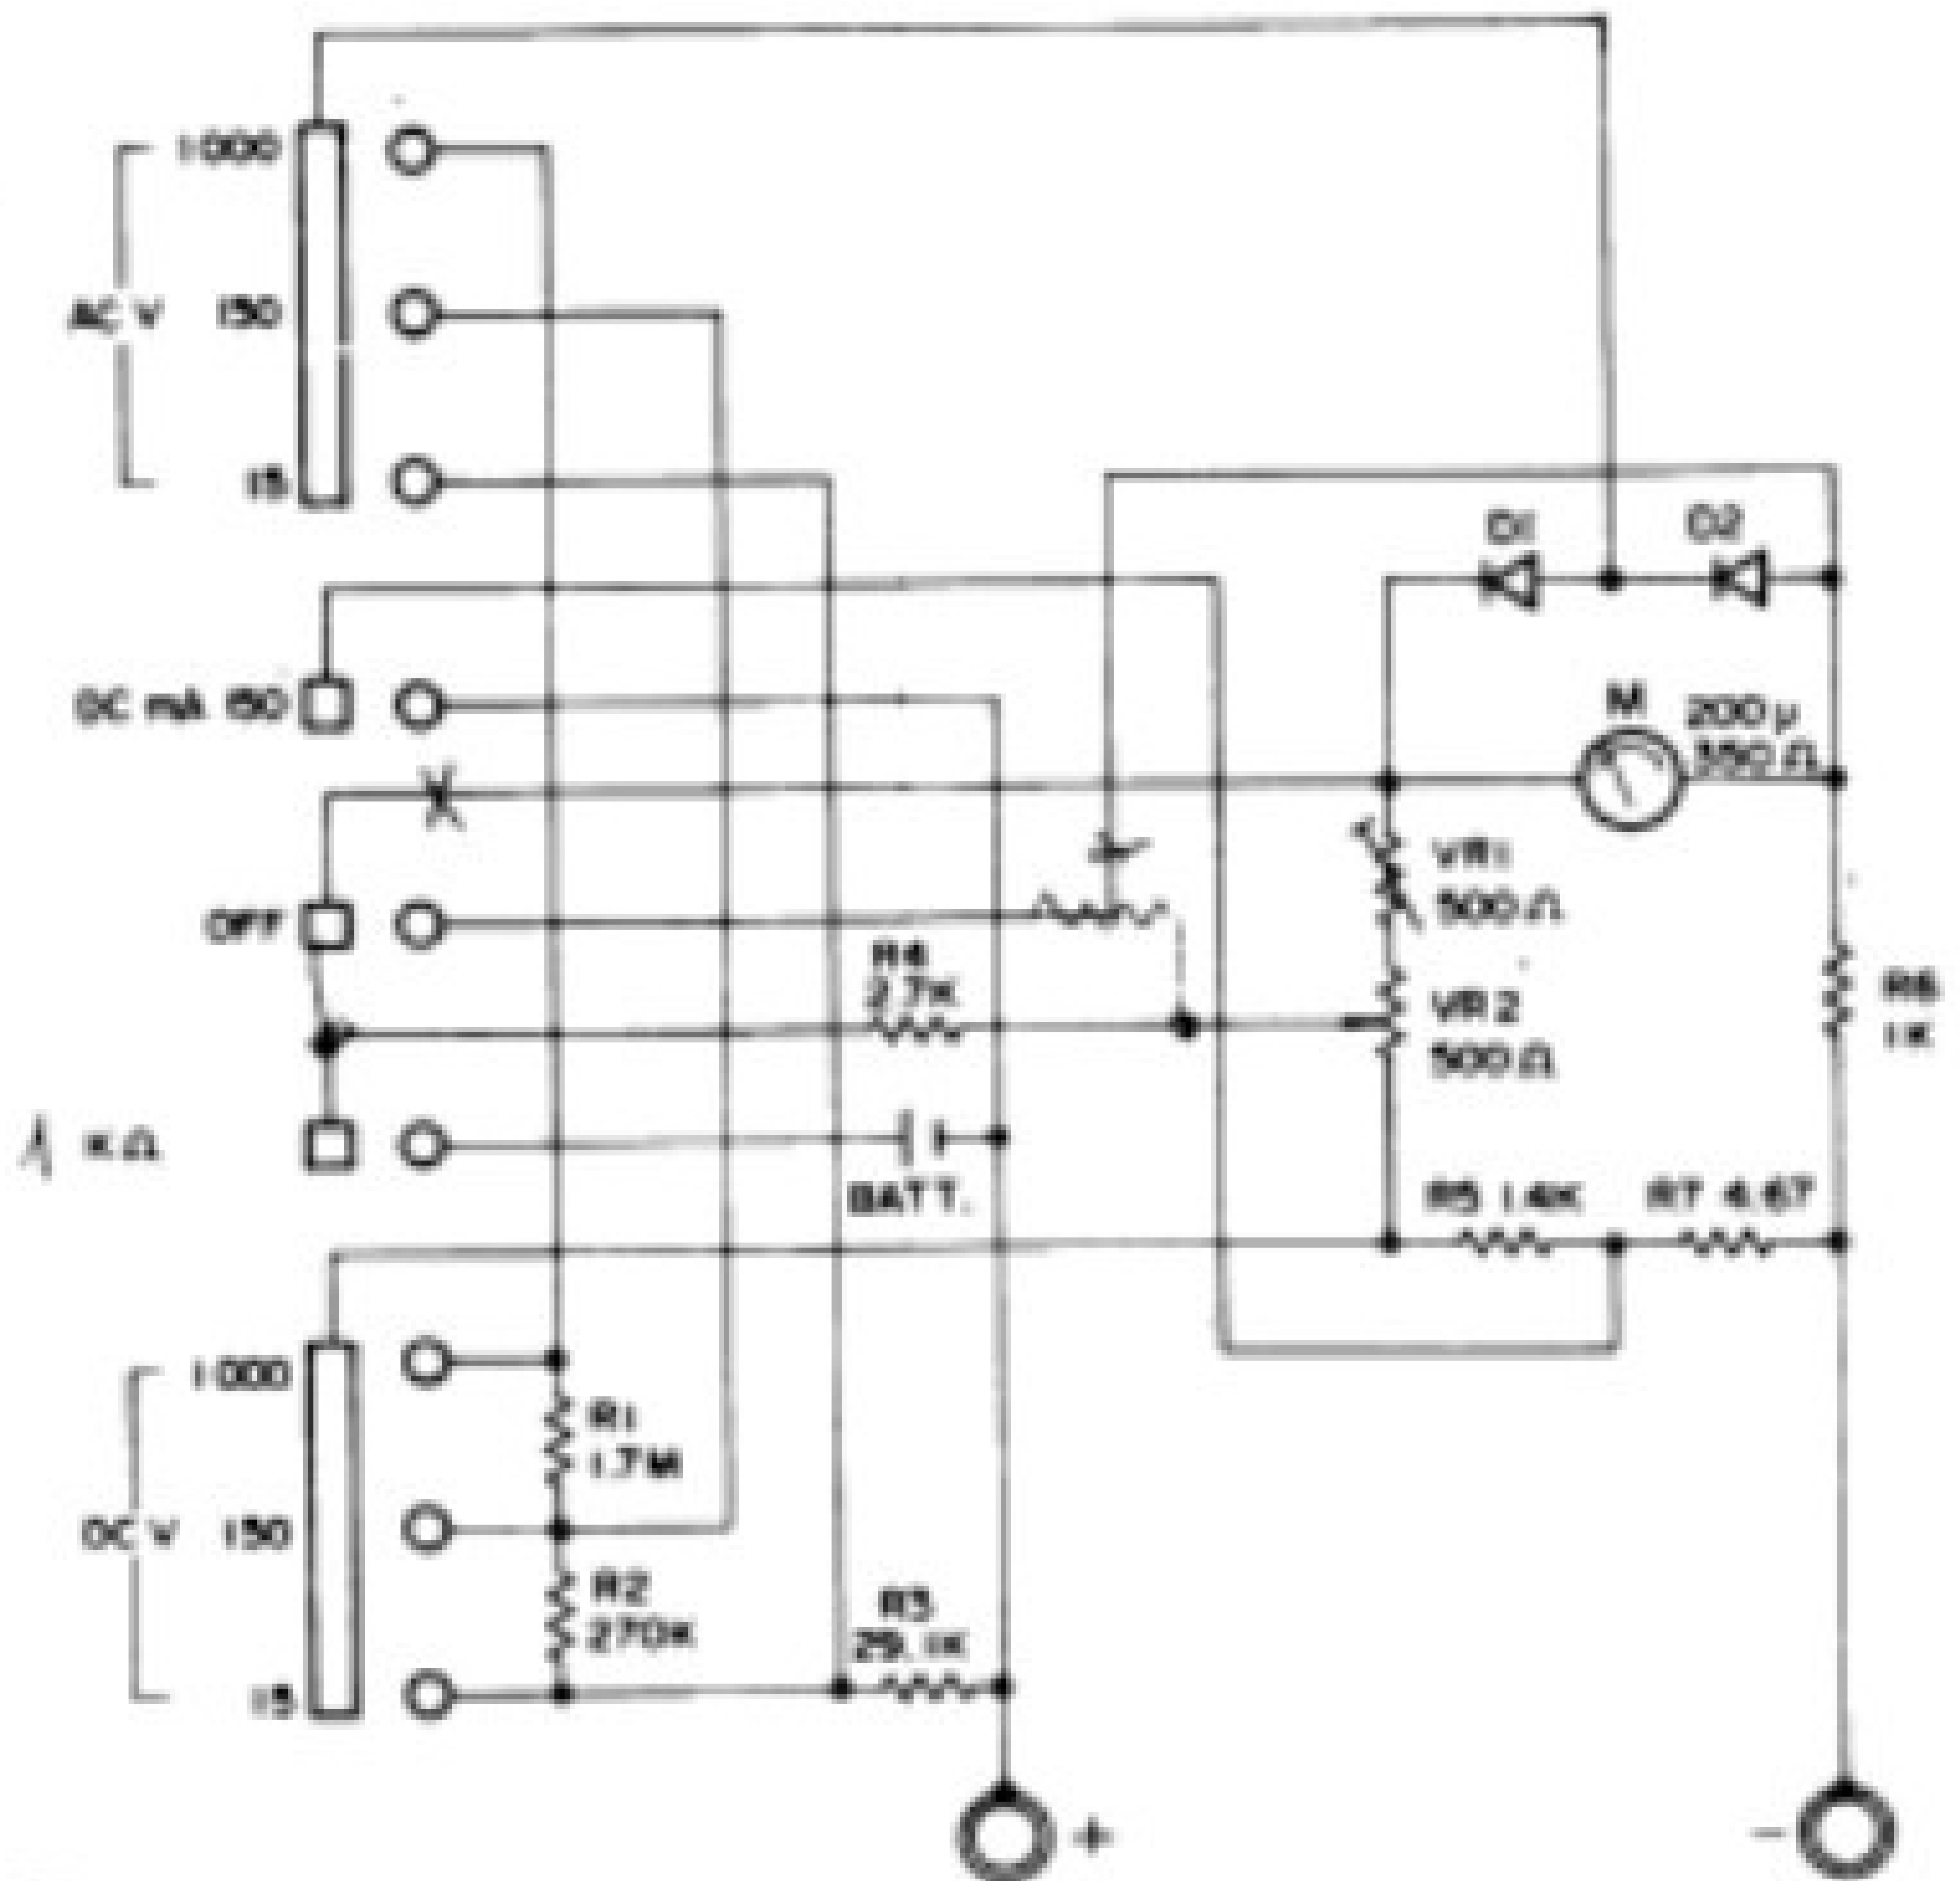 1000
AC V 150
15
D1
D2
DC mA 150
M
200μ
350Ω
VR1
500Ω
OFF
R4
2.7K
VR2
500Ω
R6
1K
KΩ
BATT.
R5 1.4K
R7 4.67
1000
R1
1.7M
DC V 150
R2
270K
R3
29.1K
15
+
-